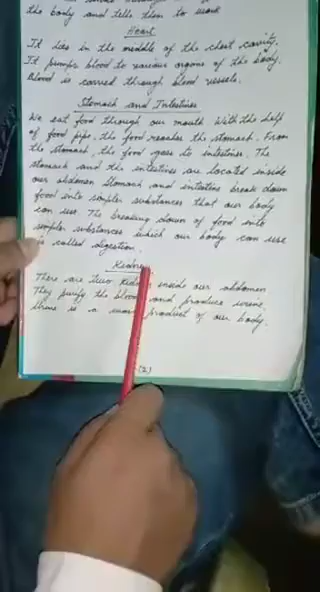 the body and tells them to work
Heart
It lies in the middle of the chest cavity.
It pumps blood to various organs of the body.
Blood is carried through blood vessels.
Stomach and Intestines
We eat food through our mouth With the help
of food pipe, the food reaches the stomach. From
the stomach, the food goes to intestines. The
stomach and the intestines are located inside
our abdomen Stomach and intestine break down
food into simpler substances that our body
can use. The breaking down of food into
simpler substances which our body can use
is called digestion.
Kidney
There are two inside our abdomen
They purify the blood and produce urine,
urine is a waste product of our body.
(2)